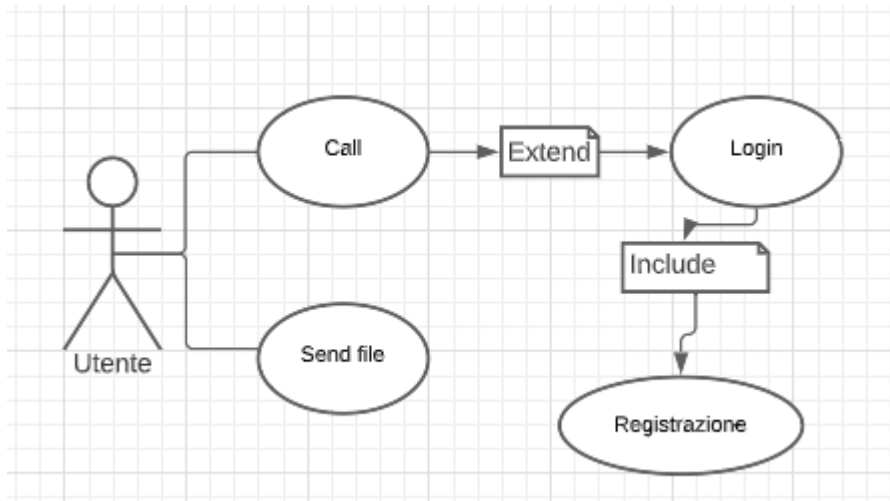 Call
Extend
Login
Include
Utente
Send file
Registrazione